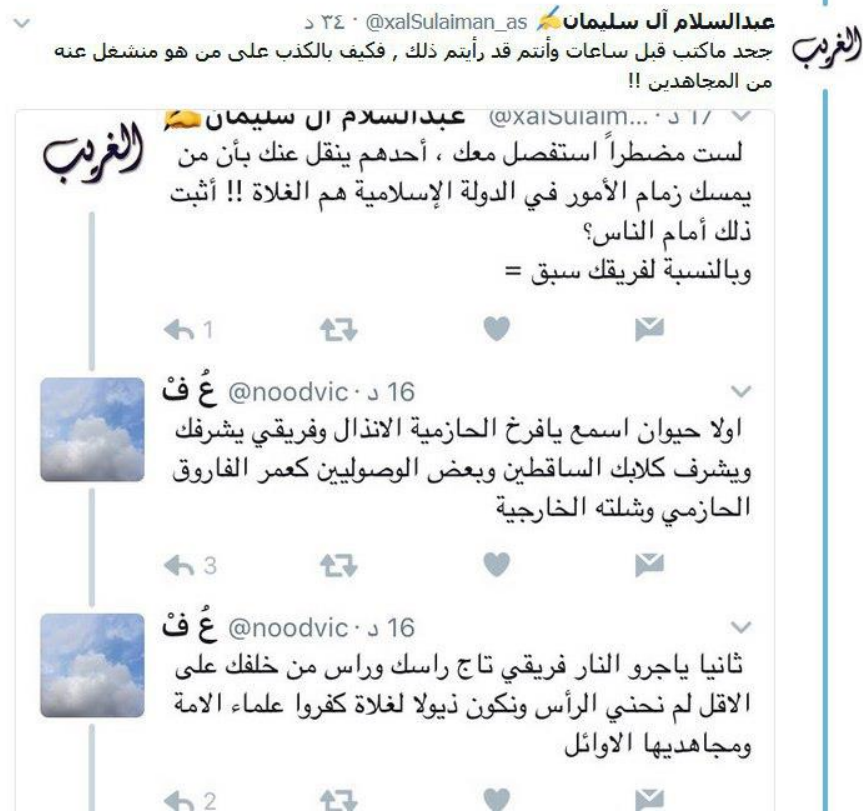 عبدالسلام آل سليمان✍ @xalSulaiman_as · ٣٤ د
جحد ماكتب قبل ساعات وأنتم قد رأيتم ذلك , فكيف بالكذب على من هو منشغل عنه
من المجاهدين !!
الغريب
عبدالسلام آل سليمان✍ @xalSulaim... · 17 د
الغريب
لست مضطراً استفصل معك ، أحدهم ينقل عنك بأن من
يمسك زمام الأمور في الدولة الإسلامية هم الغلاة !! أثبت
ذلك أمام الناس؟
وبالنسبة لفريقك سبق =
1
عُ فْ @noodvic · 16 د
اولا حيوان اسمع يافرخ الحازمية الانذال وفريقي يشرفك
ويشرف كلابك الساقطين وبعض الوصوليين كعمر الفاروق
الحازمي وشلته الخارجية
3
عُ فْ @noodvic · 16 د
ثانيا ياجرو النار فريقي تاج راسك وراس من خلفك على
الاقل لم نحني الرأس ونكون ذيولا لغلاة كفروا علماء الامة
ومجاهديها الاوائل
2